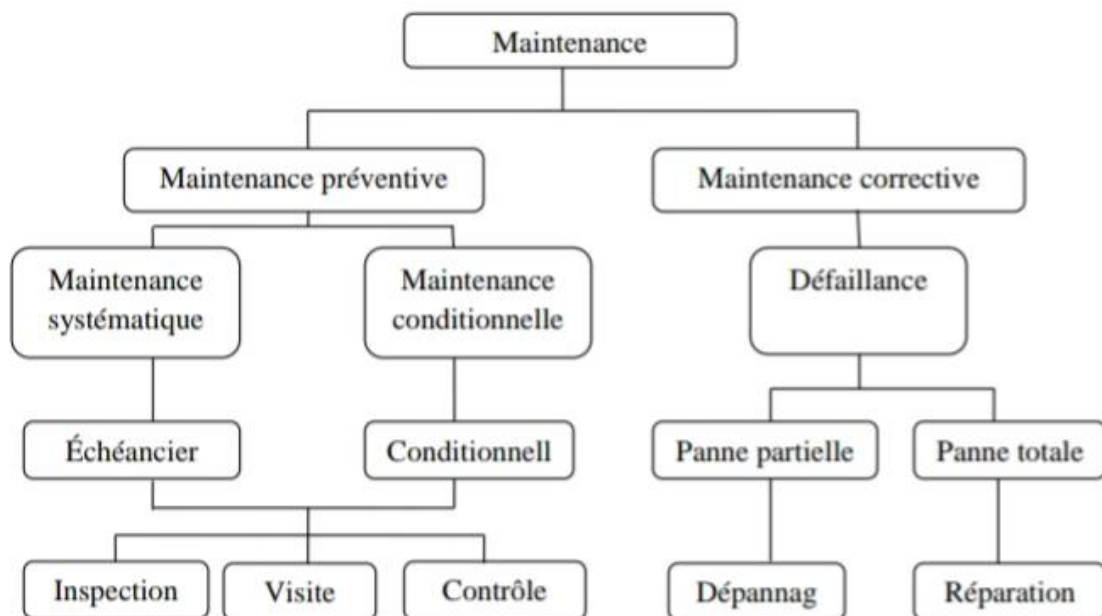 Maintenance
Maintenance préventive
Maintenance corrective
Maintenance
systématique
Maintenance
conditionnelle
Défaillance
Échéancier
Conditionnell
Panne partielle
Panne totale
Inspection
Visite
Contrôle
Dépannag
Réparation